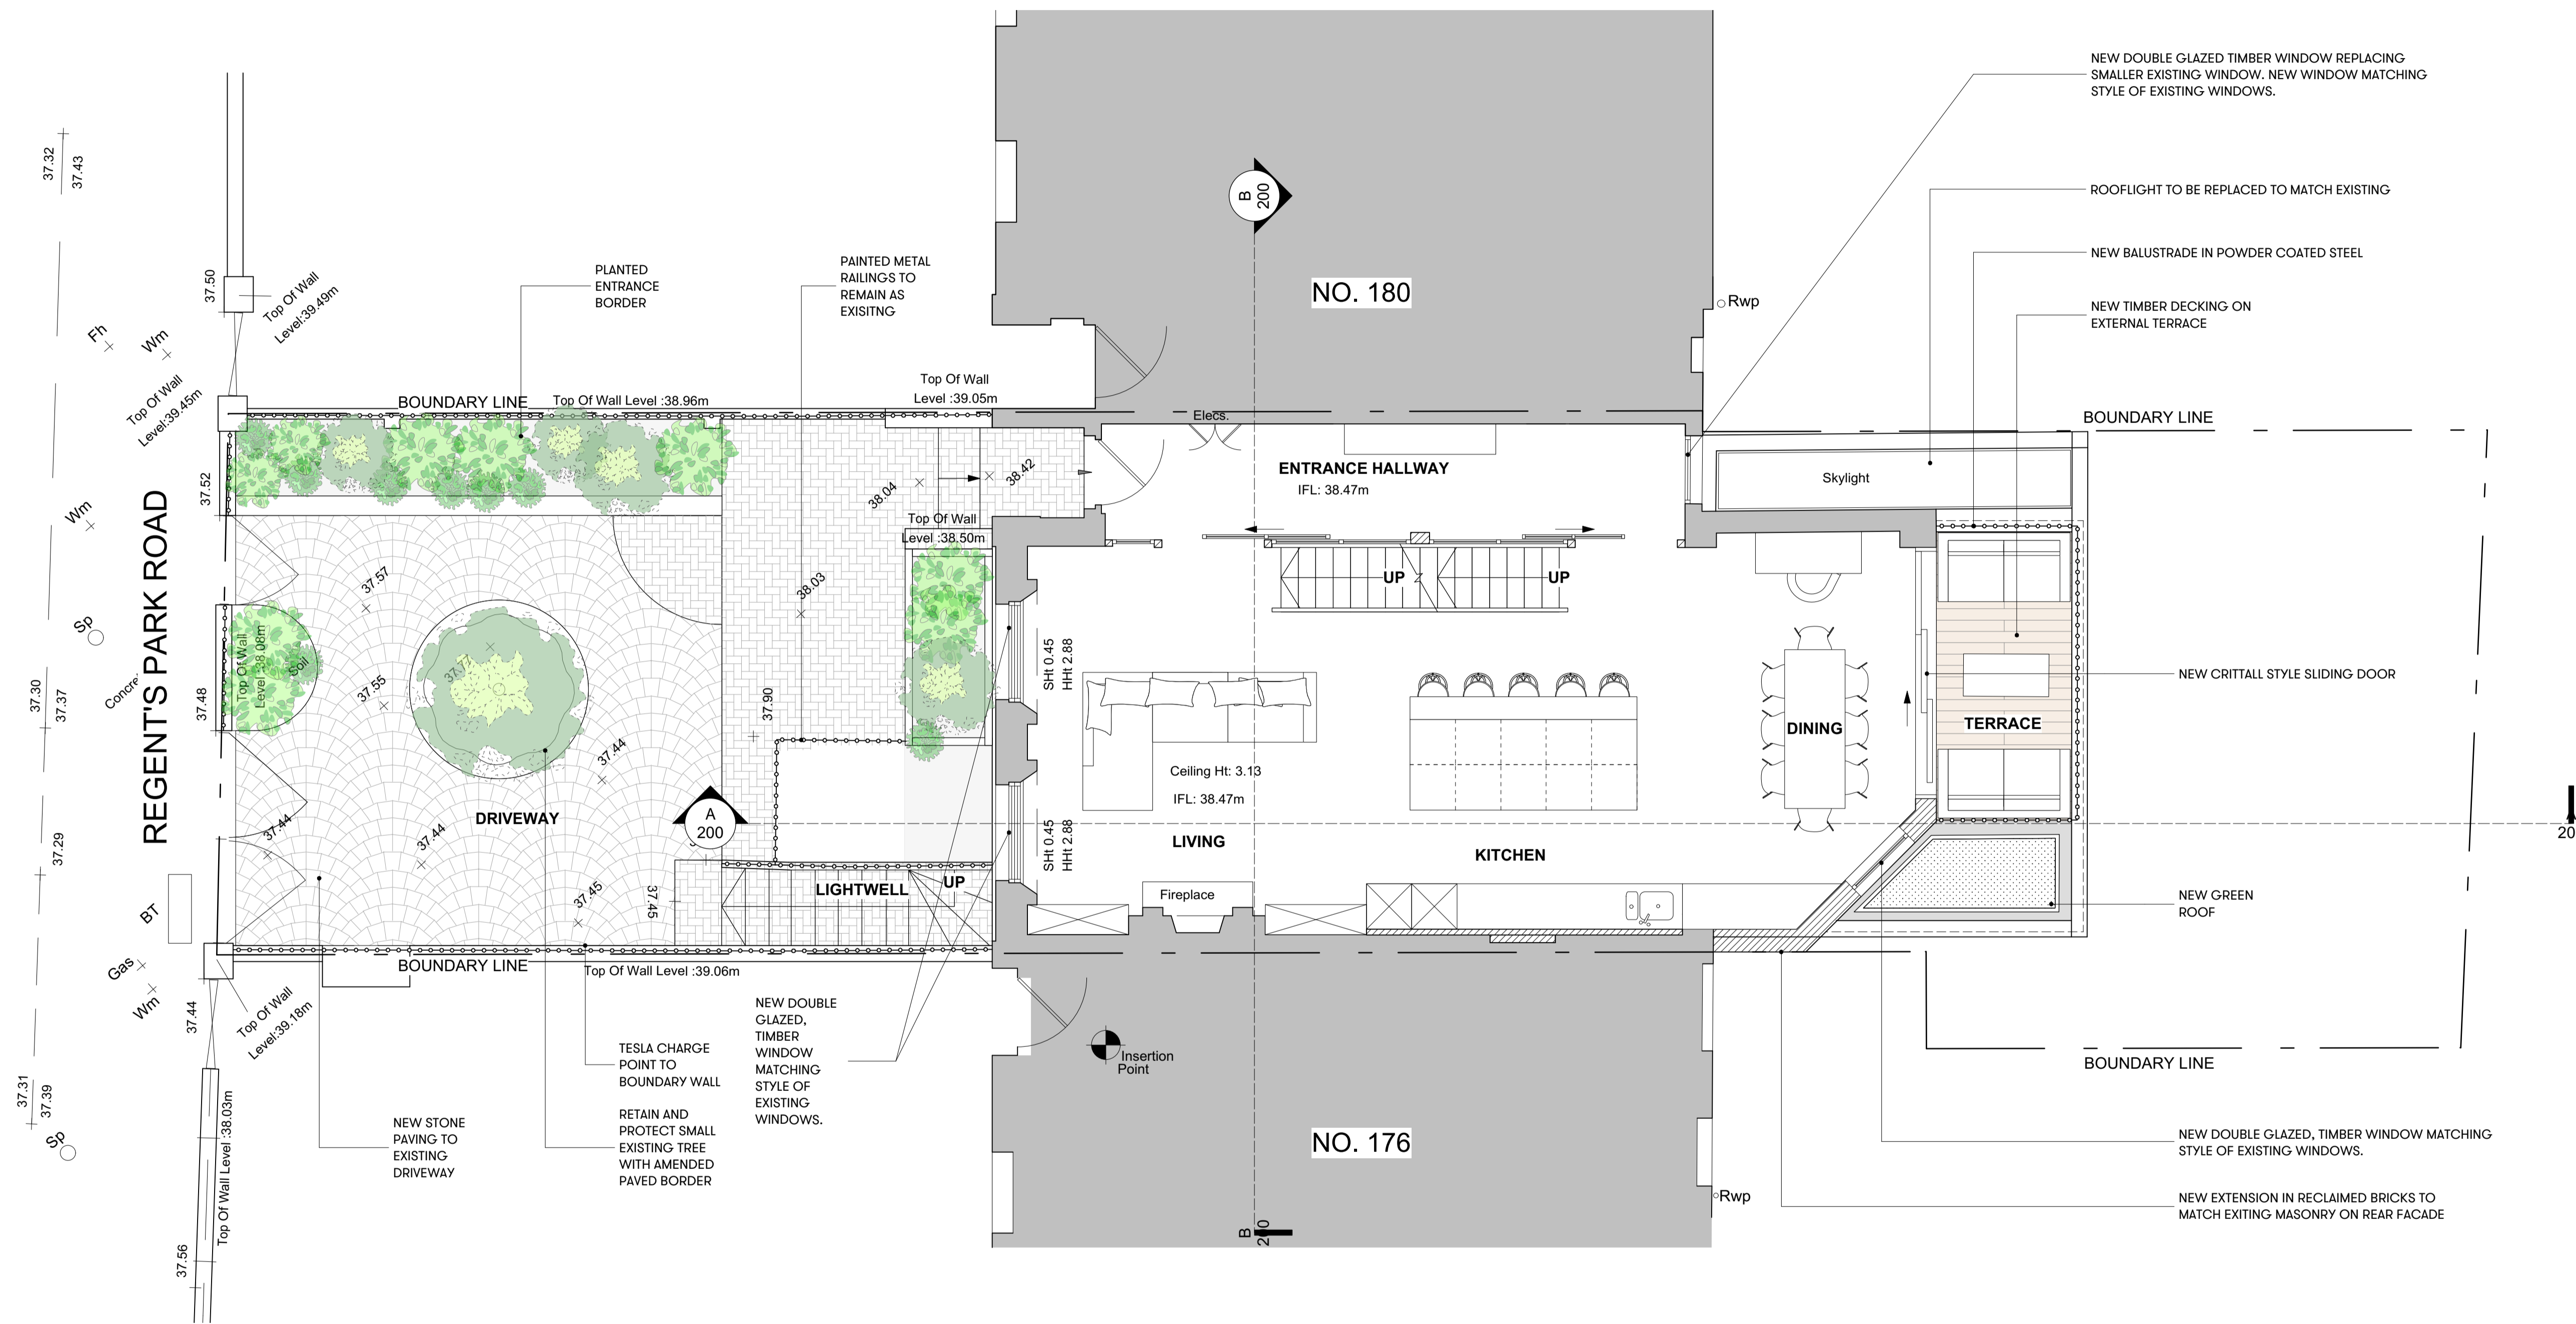 NEW DOUBLE GLAZED TIMBER WINDOW REPLACING
SMALLER EXISTING WINDOW. NEW WINDOW MATCHING
STYLE OF EXISTING WINDOWS.
ROOFLIGHT TO BE REPLACED TO MATCH EXISTING
NEW BALUSTRADE IN POWDER COATED STEEL
NEW TIMBER DECKING ON
EXTERNAL TERRACE
37.32
37.43
B
200
NO. 180
Rwp
PLANTED
ENTRANCE
BORDER
PAINTED METAL
RAILINGS TO
REMAIN AS
EXISITNG
37.50
Top Of Wall
Level:39.49m
Fh
Wm
Top Of Wall
Level:39.45m
BOUNDARY LINE
Top Of Wall Level :38.96m
Top Of Wall
Level :39.05m
Elecs.
BOUNDARY LINE
ENTRANCE HALLWAY
IFL: 38.47m
Skylight
37.52
38.04
38.42
Wm
Top Of Wall
Level :38.50m
REGENT'S PARK ROAD
37.57
38.03
UP
UP
Sp
Top Of Wall
Level :38.08m
Soil
37.55
SHt 0.45
HHt 2.88
37.30
37.37
37.48
37.90
NEW CRITTALL STYLE SLIDING DOOR
DINING
TERRACE
37.44
Ceiling Ht: 3.13
IFL: 38.47m
DRIVEWAY
A
200
37.44
37.44
37.29
SHt 0.45
HHt 2.88
LIVING
KITCHEN
20
LIGHTWELL
UP
37.45
37.45
Fireplace
NEW GREEN
ROOF
BT
Gas
Wm
BOUNDARY LINE
Top Of Wall Level :39.06m
37.44
Top Of Wall
Level:39.18m
NEW DOUBLE
GLAZED,
TIMBER
WINDOW
MATCHING
STYLE OF
EXISTING
WINDOWS.
TESLA CHARGE
POINT TO
BOUNDARY WALL
Insertion
Point
BOUNDARY LINE
37.31
37.39
Sp
Top Of Wall Level :38.03m
NEW STONE
PAVING TO
EXISTING
DRIVEWAY
RETAIN AND
PROTECT SMALL
EXISTING TREE
WITH AMENDED
PAVED BORDER
NO. 176
NEW DOUBLE GLAZED, TIMBER WINDOW MATCHING
STYLE OF EXISTING WINDOWS.
Rwp
NEW EXTENSION IN RECLAIMED BRICKS TO
MATCH EXITING MASONRY ON REAR FACADE
37.56
B
200